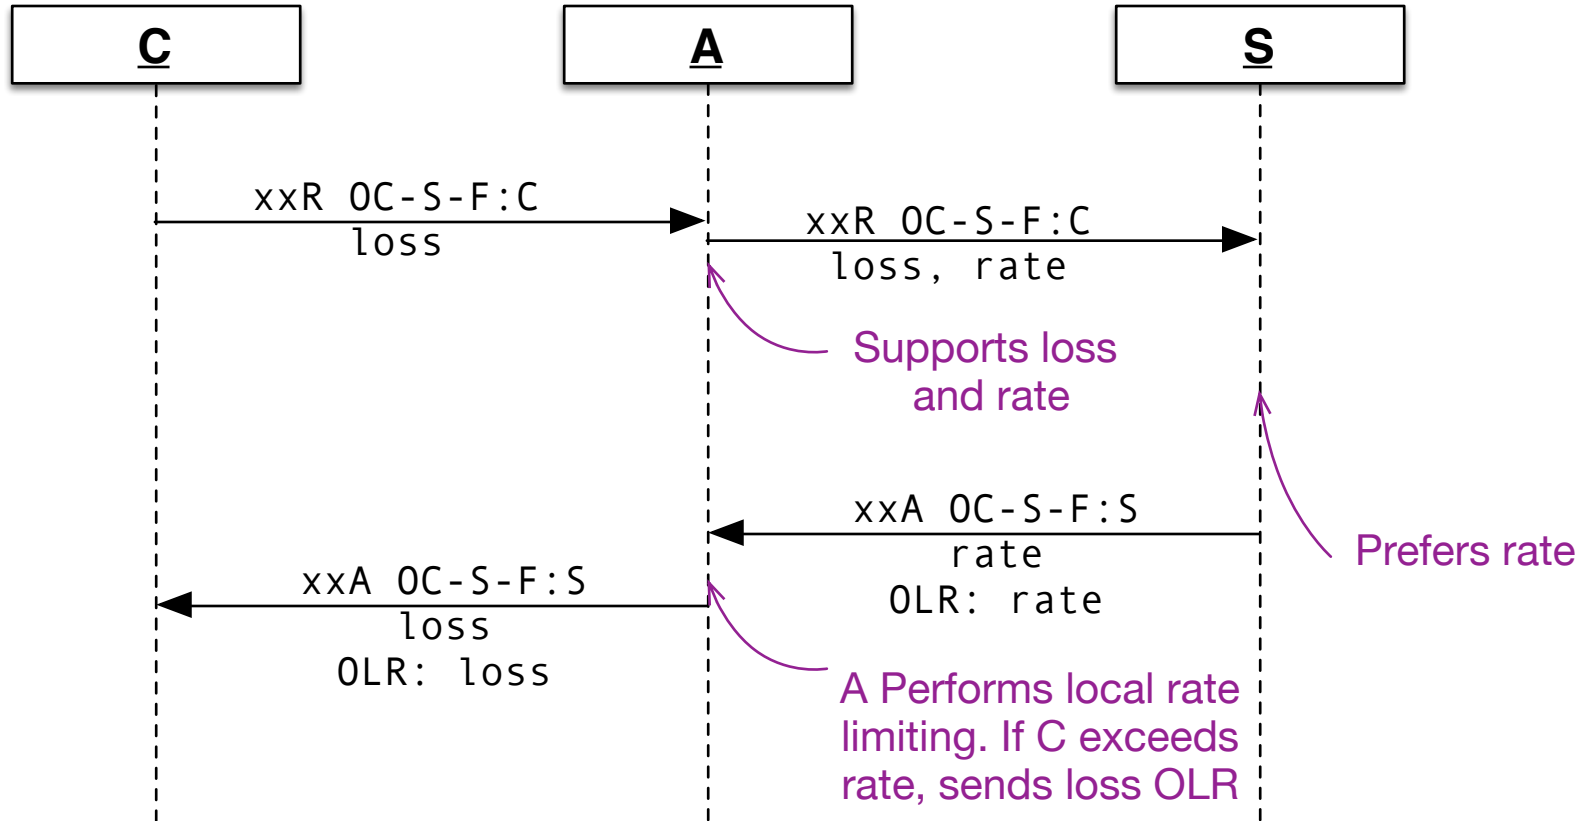 C
A
S
xxR OC-S-F:C
loss
xxR OC-S-F:C
loss, rate
Supports loss
and rate
xxA OC-S-F:S
rate
OLR: rate
Prefers rate
xxA OC-S-F:S
loss
OLR: loss
A Performs local rate
limiting. If C exceeds
rate, sends loss OLR